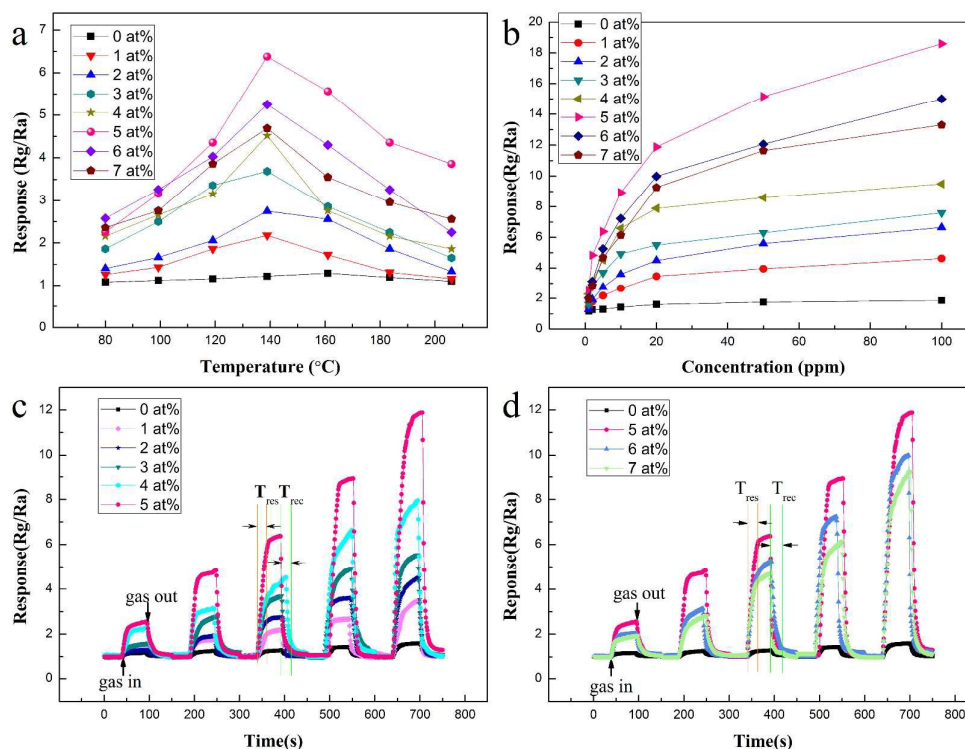 a
0 at%
1 at%
2 at%
3 at%
4 at%
5 at%
6 at%
7 at%
Response (Rg/Ra)
7
6
5
4
3
2
1
0
80 100 120 140 160 180 200
Temperature (°C)
b
0 at%
1 at%
2 at%
3 at%
4 at%
5 at%
6 at%
7 at%
Response(Rg/Ra)
20
18
16
14
12
10
8
6
4
2
0
0 20 40 60 80 100
Concentration (ppm)
c
0 at%
1 at%
2 at%
3 at%
4 at%
5 at%
Tres Trec
gas out
gas in
Response(Rg/Ra)
12
10
8
6
4
2
0
0 100 200 300 400 500 600 700 800
Time(s)
d
0 at%
5 at%
6 at%
7 at%
Tres Trec
gas out
gas in
Reponse(Rg/Ra)
12
10
8
6
4
2
0
0 100 200 300 400 500 600 700 800
Time(s)